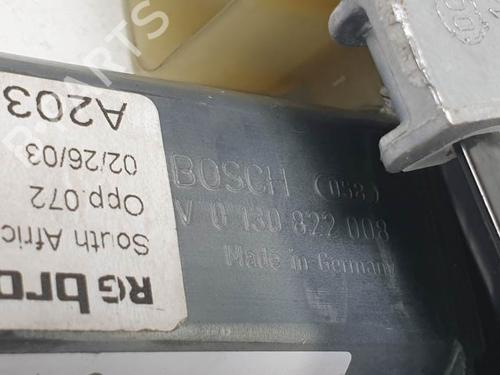 BOSCH (052)
V 0 130 822 008
Made in Germany
RG bro
South Afric
Opp.072
02/26/03
A203